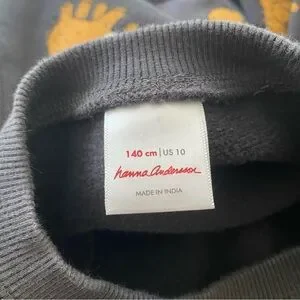 140 cm | US 10
hanna andersson
MADE IN INDIA